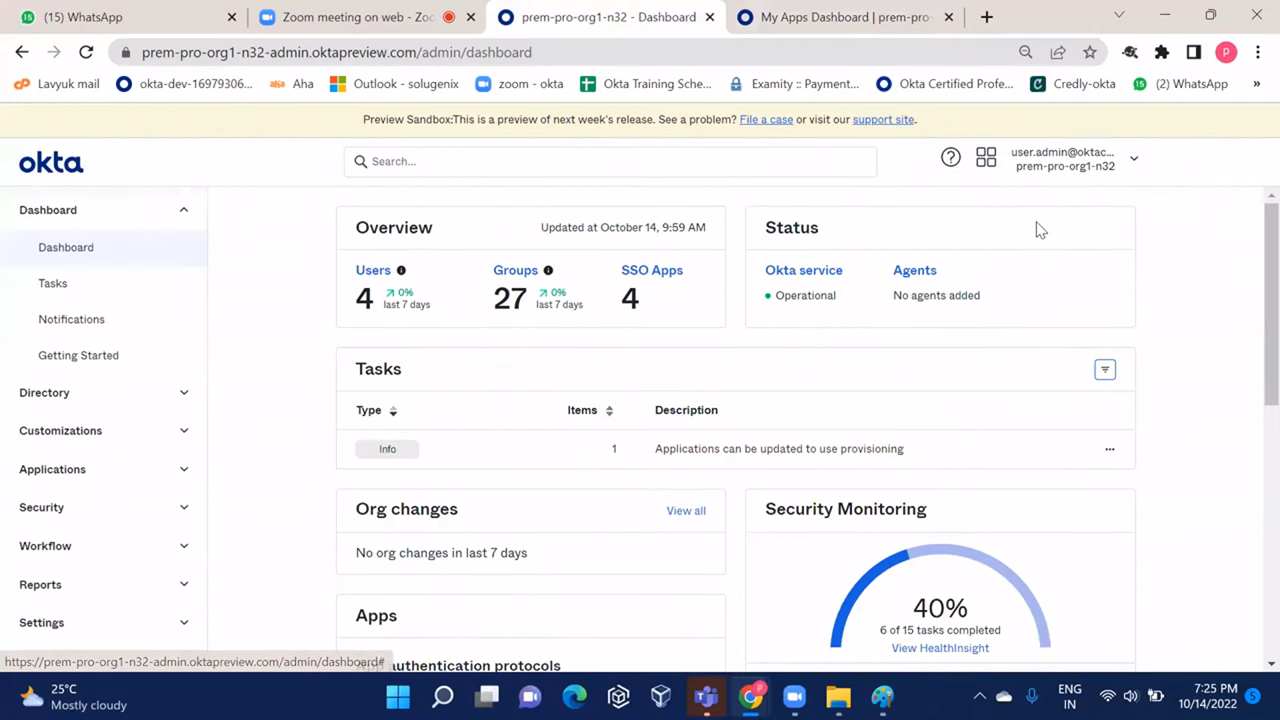 (15) WhatsApp
Zoom meeting on web - Zoo
prem-pro-org1-n32 - Dashboard
My Apps Dashboard | prem-pro-
prem-pro-org1-n32-admin.oktapreview.com/admin/dashboard
P
Lavyuk mail
okta-dev-16979306...
Aha
Outlook - solugenix
zoom - okta
Okta Training Sche...
Examity :: Payment...
Okta Certified Profe...
Credly-okta
(2) WhatsApp
»
Preview Sandbox:This is a preview of next week's release. See a problem? File a case or visit our support site.
okta
Search...
user.admin@oktac...
prem-pro-org1-n32
Dashboard
Dashboard
Tasks
Notifications
Getting Started
Directory
Customizations
Applications
Security
Workflow
Reports
Settings
Overview
Updated at October 14, 9:59 AM
Users
4
0%
last 7 days
Groups
27
0%
last 7 days
SSO Apps
4
Status
Okta service
Operational
Agents
No agents added
Tasks
Type
Items
Description
Info
1
Applications can be updated to use provisioning
Org changes
View all
No org changes in last 7 days
Security Monitoring
40%
6 of 15 tasks completed
View HealthInsight
Apps
authentication protocols
https://prem-pro-org1-n32-admin.oktapreview.com/admin/dashboard#
25°C
Mostly cloudy
ENG
IN
7:25 PM
10/14/2022
5